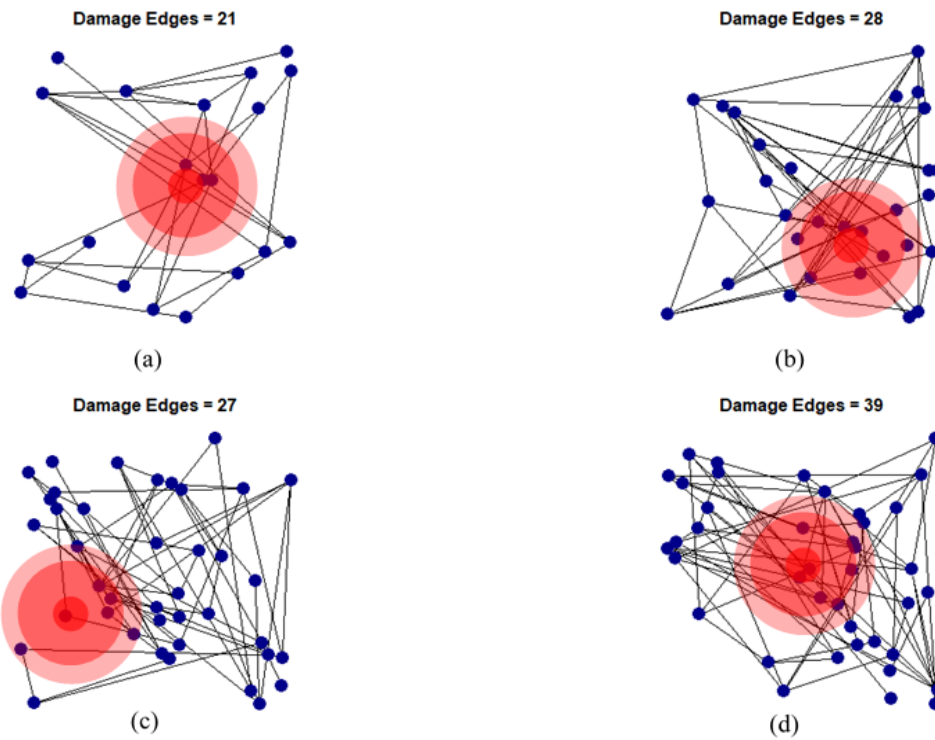 Damage Edges = 21
Damage Edges = 28
(a)
(b)
Damage Edges = 27
Damage Edges = 39
(c)
(d)